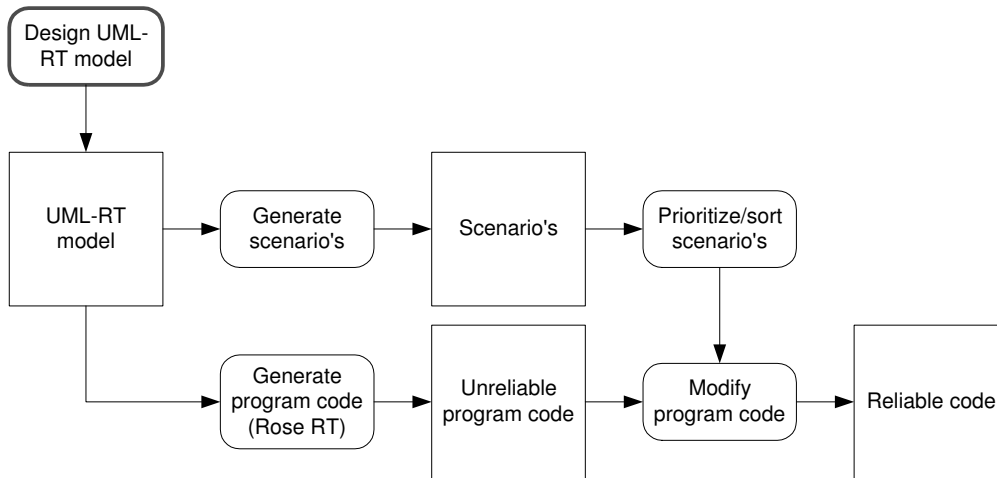 Design UML-
RT model
UML-RT
model
Generate
scenario's
Scenario's
Prioritize/sort
scenario's
Generate
program code
(Rose RT)
Unreliable
program code
Modify
program code
Reliable code